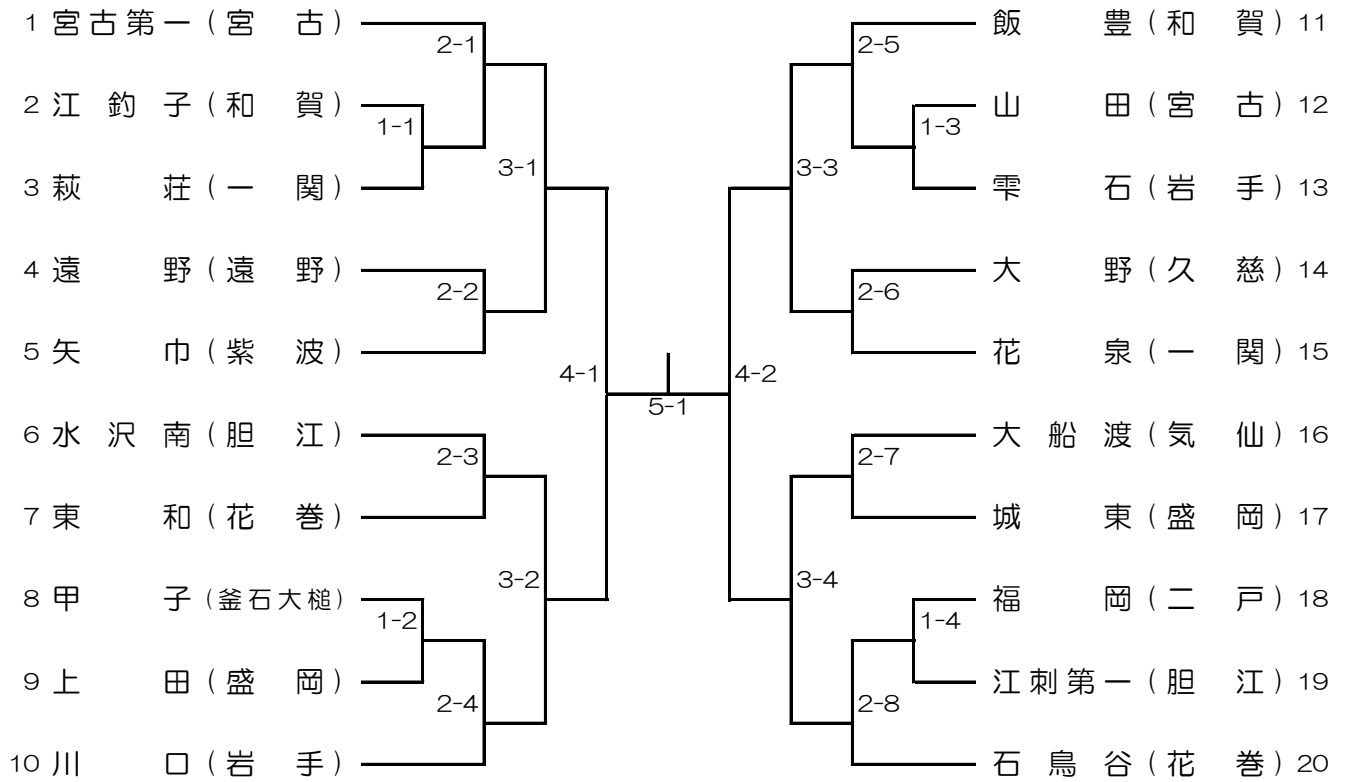 1 宮古第一(宮 古)
2-1
2 江 釣 子(和 賀)
1-1
3 萩 荘(一 関)
3-1
4 遠 野(遠 野)
2-2
5 矢 巾(紫 波)
4-1
6 水 沢 南(胆 江)
2-3
7 東 和(花 巻)
3-2
8 甲 子(釜石大槌)
1-2
9 上 田(盛 岡)
2-4
10 川 口(岩 手)
5-1
飯 豊(和 賀)11
2-5
山 田(宮 古)12
1-3
3-3
雫 石(岩 手)13
大 野(久 慈)14
2-6
花 泉(一 関)15
4-2
大 船 渡(気 仙)16
2-7
城 東(盛 岡)17
3-4
福 岡(二 戸)18
1-4
江刺第一(胆 江)19
2-8
石 鳥 谷(花 巻)20